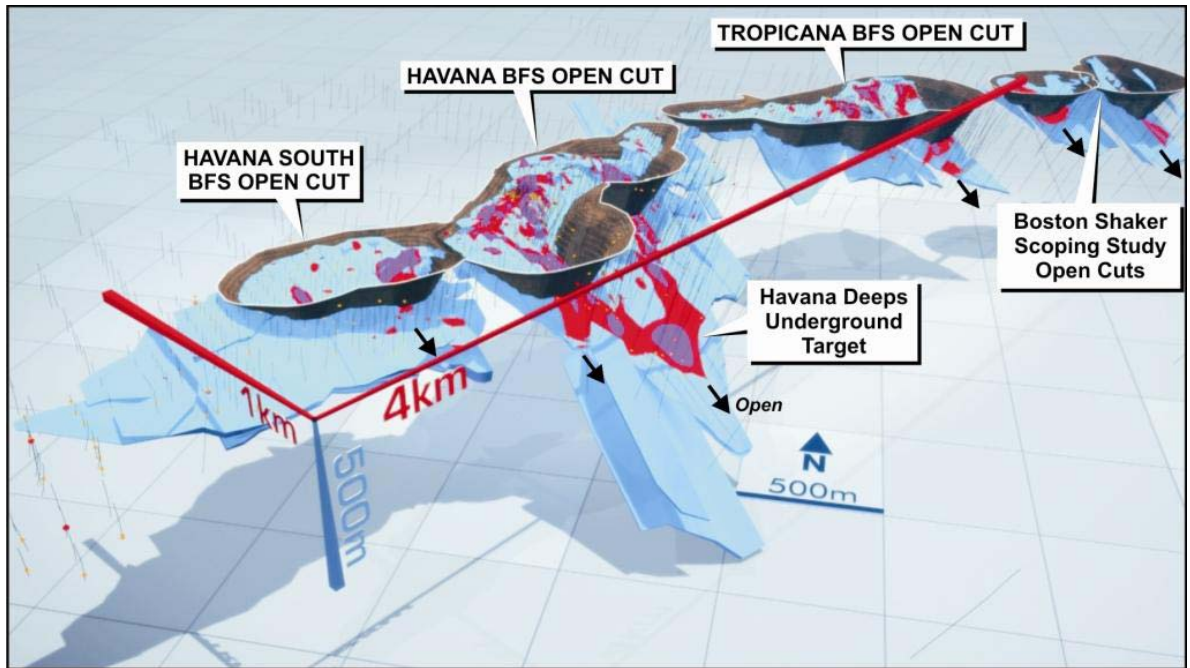 TROPICANA BFS OPEN CUT
HAVANA BFS OPEN CUT
HAVANA SOUTH
BFS OPEN CUT
Boston Shaker
Scoping Study
Open Cuts
Havana Deeps
Underground
Target
1km
4km
Open
500m
N
500m